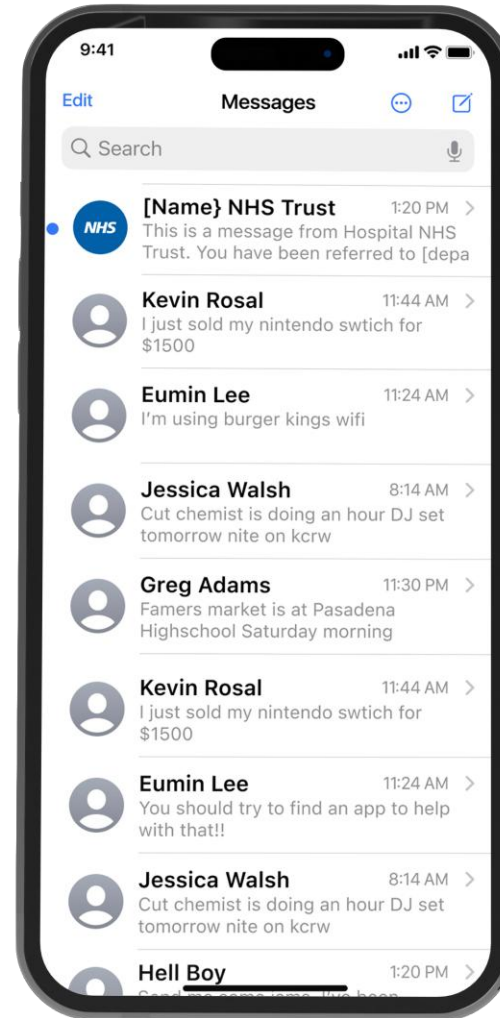 9:41
Edit
Messages
Search
NHS
[Name} NHS Trust 1:20 PM
This is a message from Hospital NHS
Trust. You have been referred to [depa
Kevin Rosal 11:44 AM
I just sold my nintendo swtich for
$1500
Eumin Lee 11:24 AM
I'm using burger kings wifi
Jessica Walsh 8:14 AM
Cut chemist is doing an hour DJ set
tomorrow nite on kcrw
Greg Adams 11:30 PM
Famers market is at Pasadena
Highschool Saturday morning
Kevin Rosal 11:44 AM
I just sold my nintendo swtich for
$1500
Eumin Lee 11:24 AM
You should try to find an app to help
with that!!
Jessica Walsh 8:14 AM
Cut chemist is doing an hour DJ set
tomorrow nite on kcrw
Hell Boy 1:20 PM